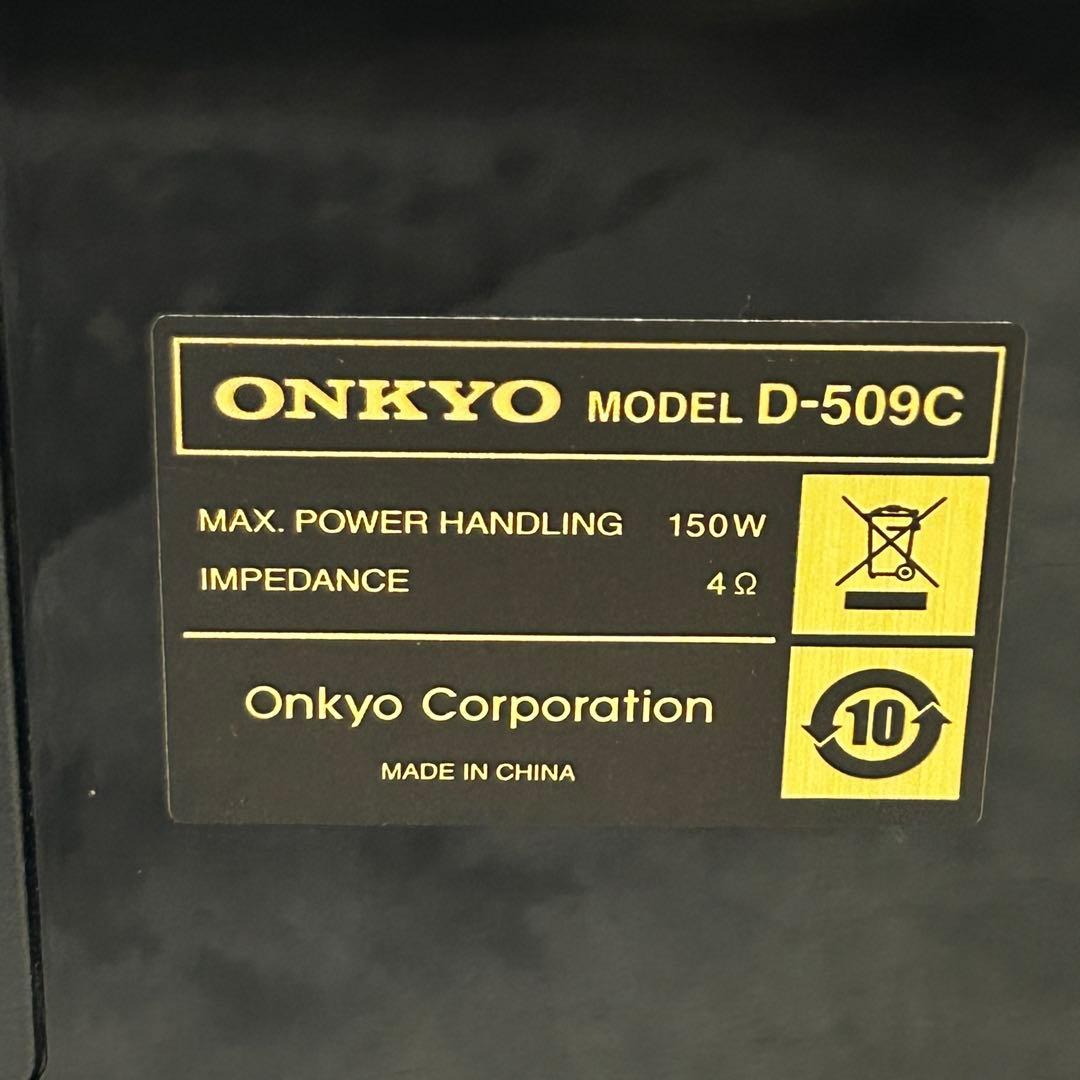 ONKYO MODEL D-509C
MAX. POWER HANDLING 150W
IMPEDANCE 4Ω
Onkyo Corporation
MADE IN CHINA
10